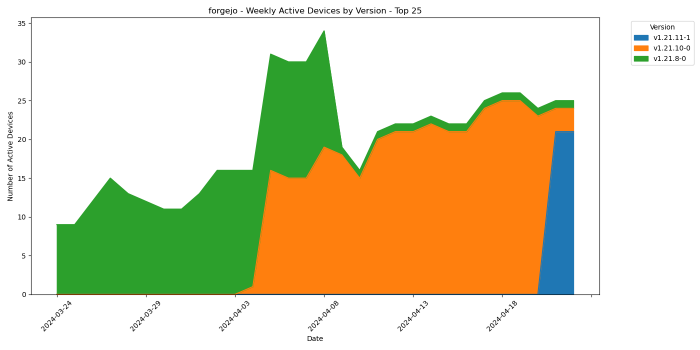 forgejo - Weekly Active Devices by Version - Top 25
Version
v1.21.11-1
v1.21.10-0
v1.21.8-0
Number of Active Devices
35
30
25
20
15
10
5
0
2024-03-24
2024-03-29
2024-04-03
2024-04-08
2024-04-13
2024-04-18
Date